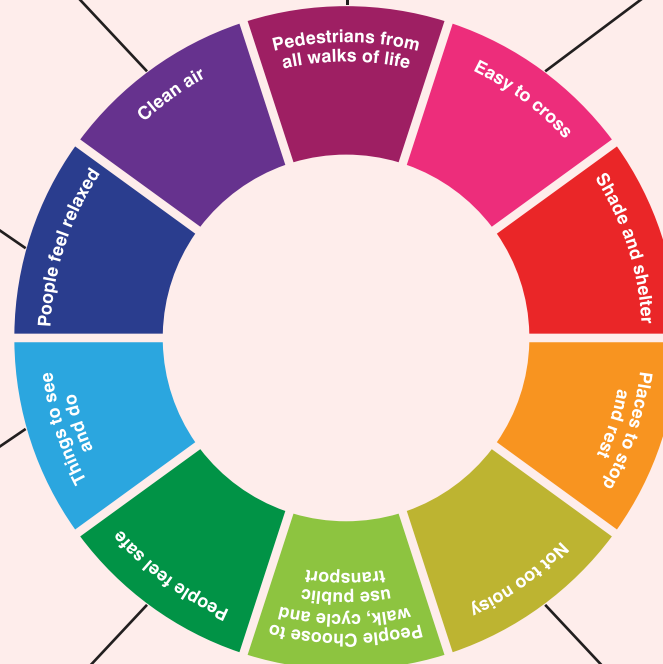 Pedestrians from
all walks of life
Easy to cross
Shade and shelter
Places to stop
and rest
Not too noisy
People Choose to
walk, cycle and
use public
transport
People feel safe
Things to see
and do
Poople feel relaxed
Clean air